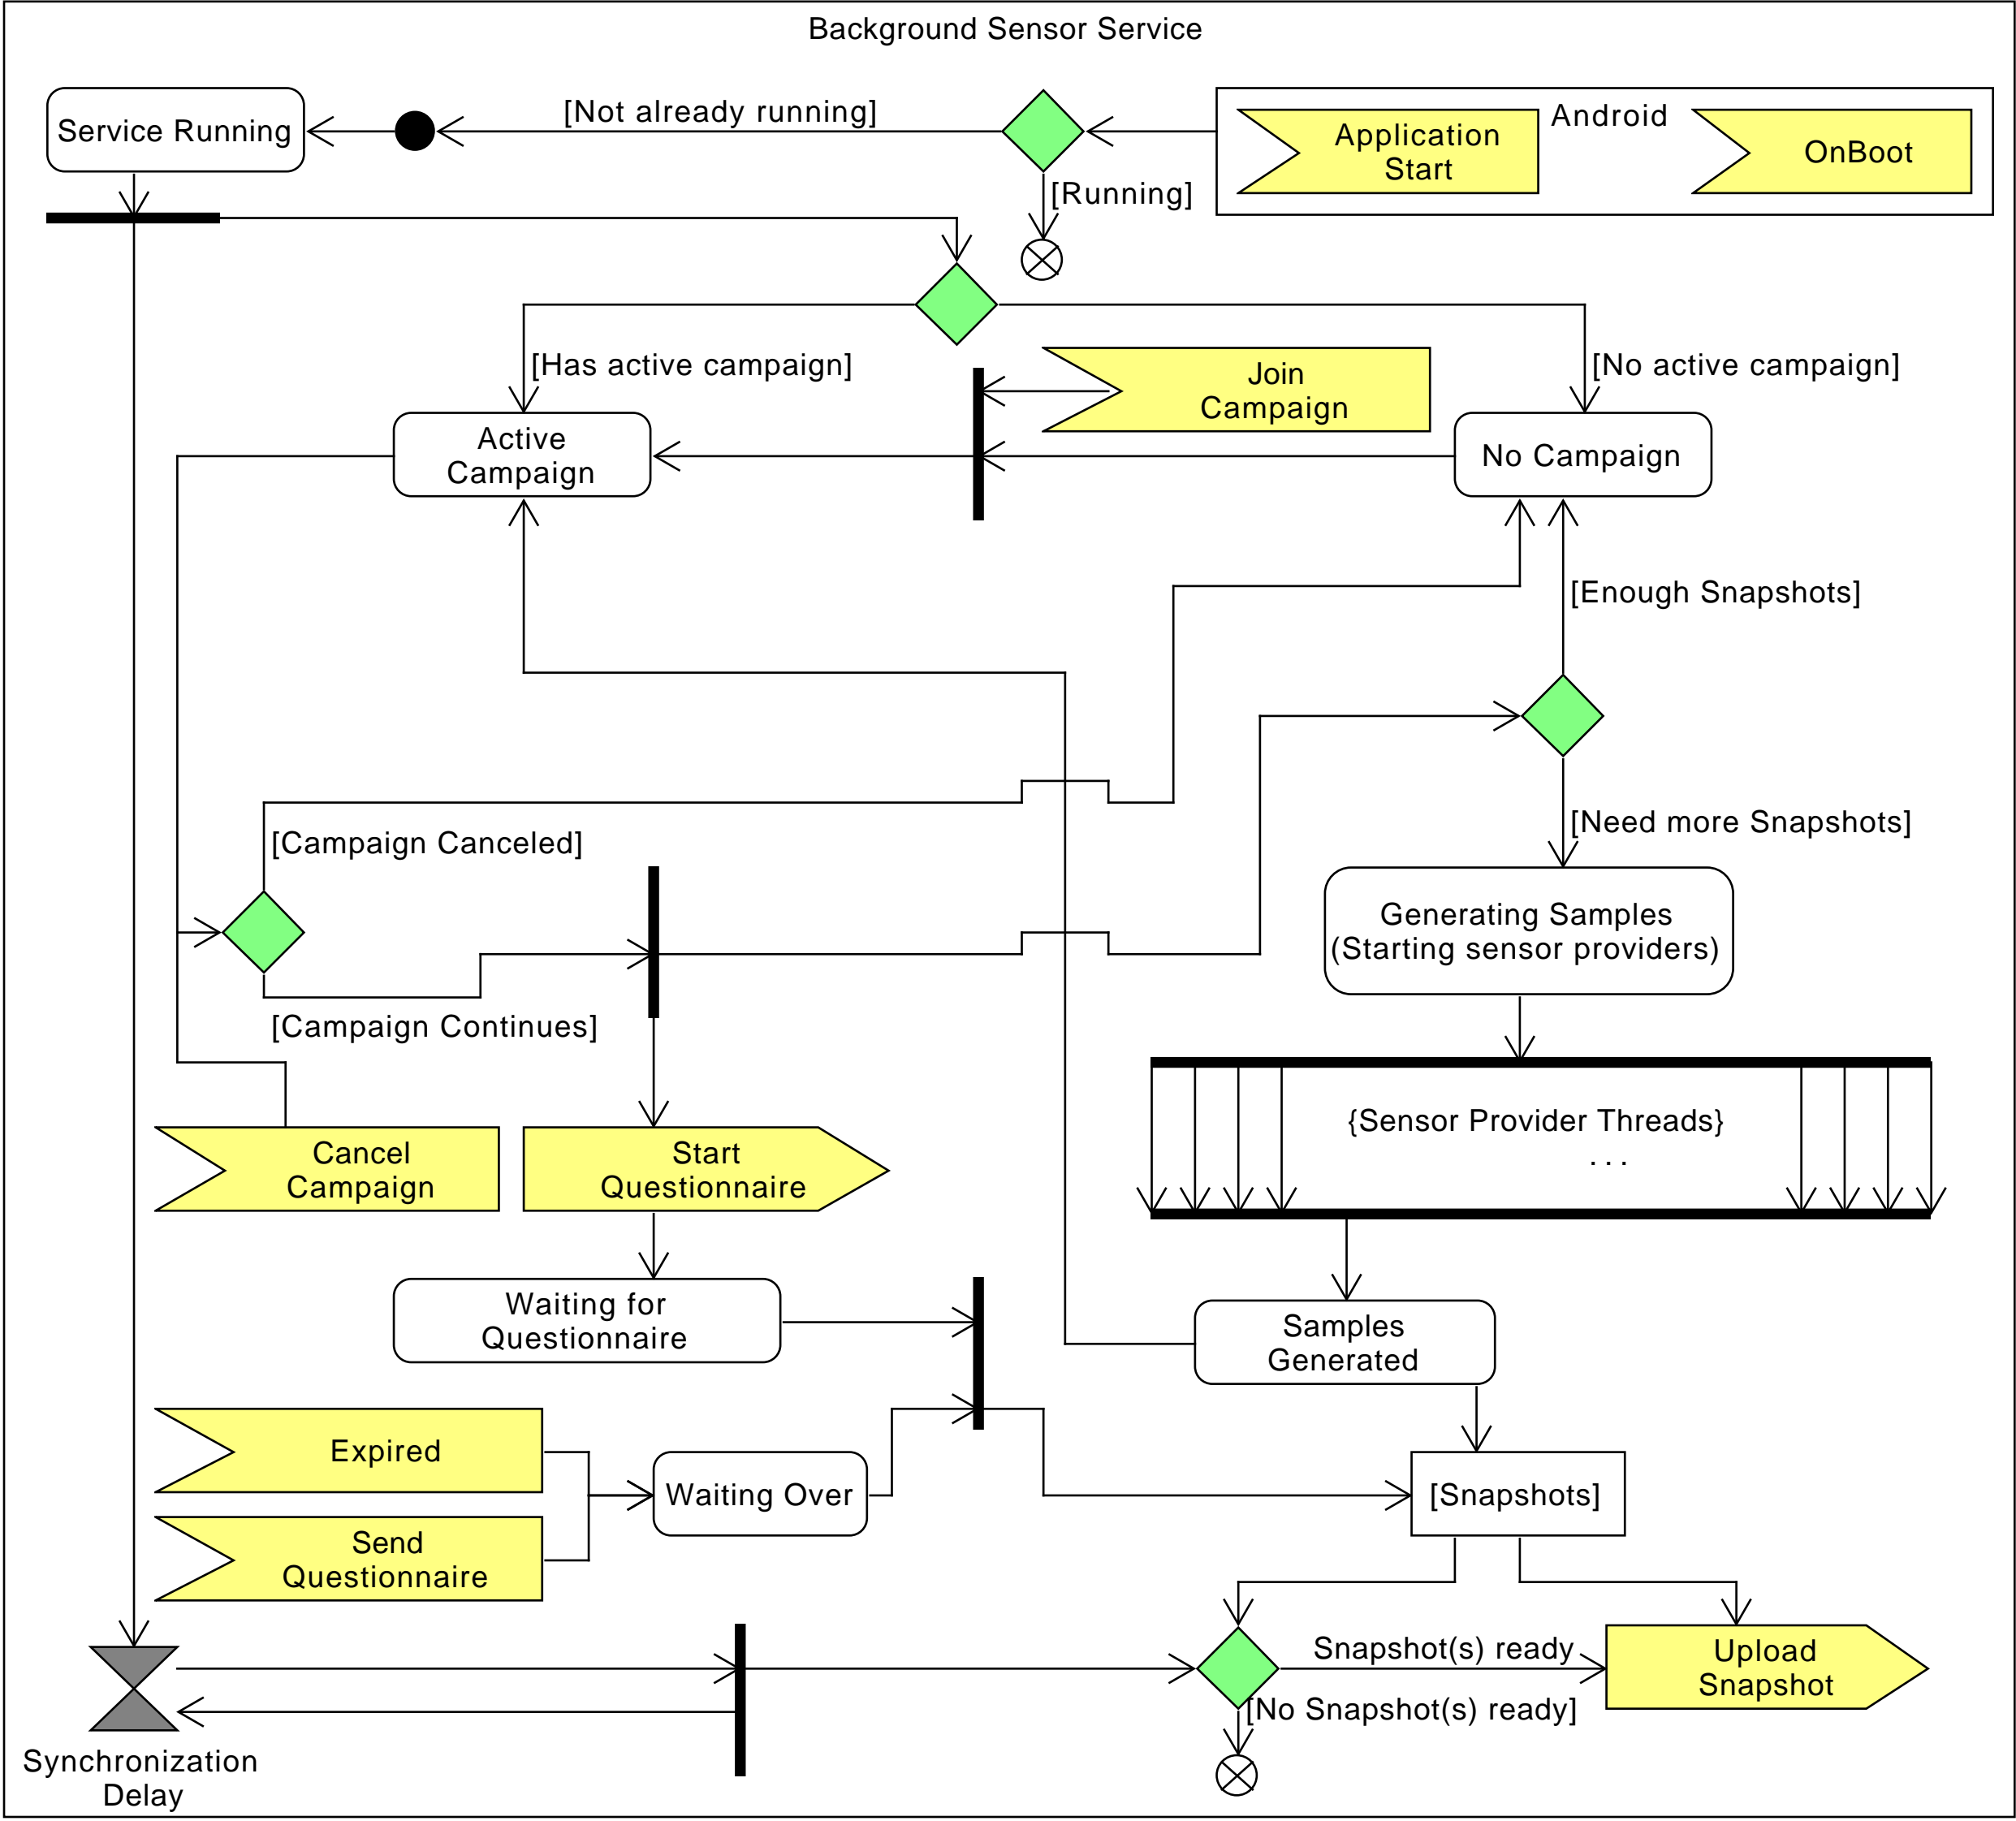 Background Sensor Service
Service Running
[Not already running]
Application
Start
Android
OnBoot
[Running]
[Has active campaign]
Join
Campaign
[No active campaign]
Active
Campaign
No Campaign
[Enough Snapshots]
[Need more Snapshots]
[Campaign Canceled]
Generating Samples
(Starting sensor providers)
[Campaign Continues]
{Sensor Provider Threads}
. . .
Cancel
Campaign
Start
Questionnaire
Waiting for
Questionnaire
Samples
Generated
Expired
Waiting Over
[Snapshots]
Send
Questionnaire
Snapshot(s) ready
Upload
Snapshot
[No Snapshot(s) ready]
Synchronization
Delay